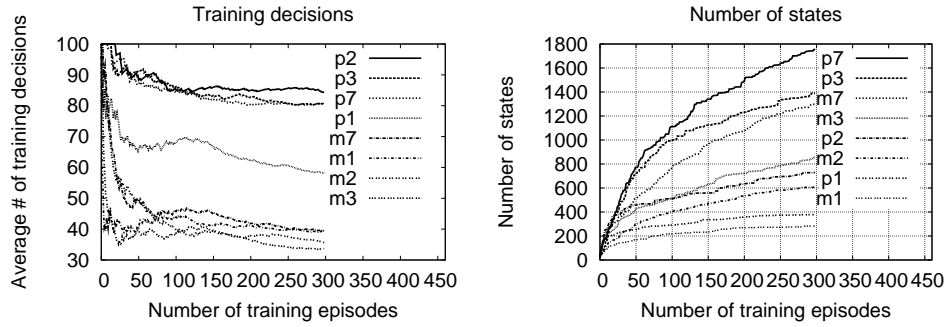 Training decisions
Average # of training decisions
100
90
80
70
60
50
40
30
p2
p3
p7
p1
m7
m1
m2
m3
0 50 100 150 200 250 300 350 400 450
Number of training episodes
Number of states
Number of states
1800
1600
1400
1200
1000
800
600
400
200
0
p7
p3
m7
m3
p2
m2
p1
m1
0 50 100 150 200 250 300 350 400 450
Number of training episodes